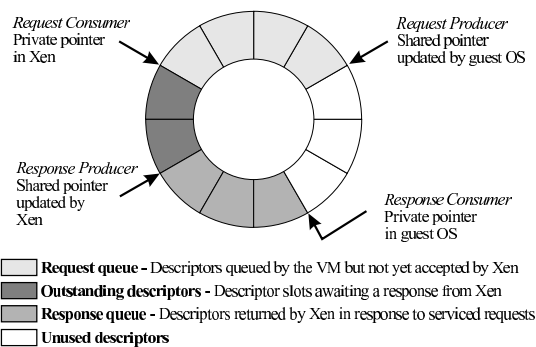 Request Consumer
Private pointer
in Xen
Request Producer
Shared pointer
updated by guest OS
Response Producer
Shared pointer
updated by
Xen
Response Consumer
Private pointer
in guest OS
Request queue - Descriptors queued by the VM but not yet accepted by Xen
Outstanding descriptors - Descriptor slots awaiting a response from Xen
Response queue - Descriptors returned by Xen in response to serviced requests
Unused descriptors